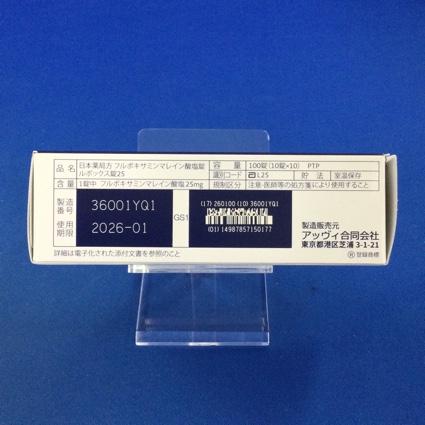 品名 日本薬局方 フルボキサミンマレイン酸塩錠
ルボックス錠25
容量 100錠(10錠×10) PTP
識別コード a L25 貯法 室温保存
含量 1錠中 フルボキサミンマレイン酸塩 25mg 規制区分 注意-医師等の処方箋により使用すること
製造番号 36001YQ1
使用期限 2026-01
GS1
(17) 260100 (10) 36001YQ1
(01) 14987857150177
製造販売元
アッヴィ合同会社
東京都港区芝浦 3-1-21
Ⓡ登録商標
詳細は電子化された添付文書を参照のこと